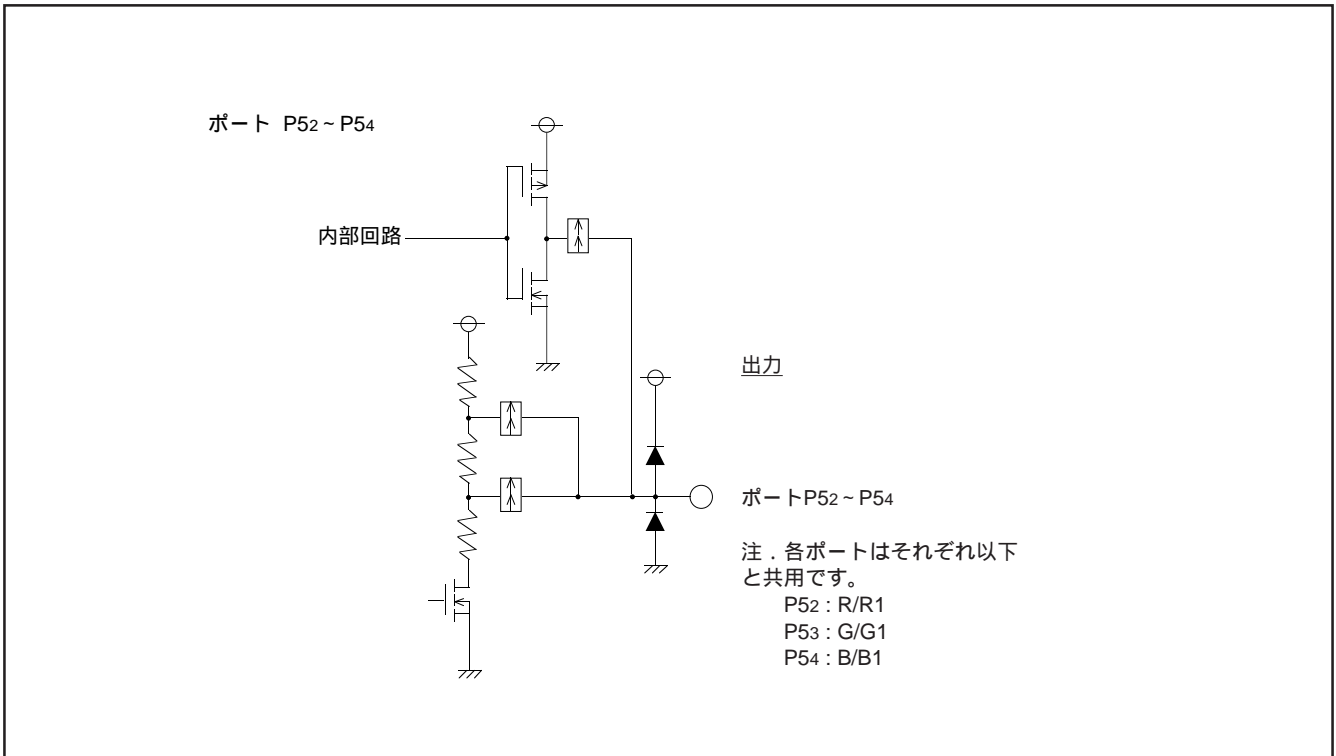 ポート P52 ~ P54
内部回路
出力
ポートP52 ~ P54
注．各ポートはそれぞれ以下
と共用です。
P52 : R/R1
P53 : G/G1
P54 : B/B1